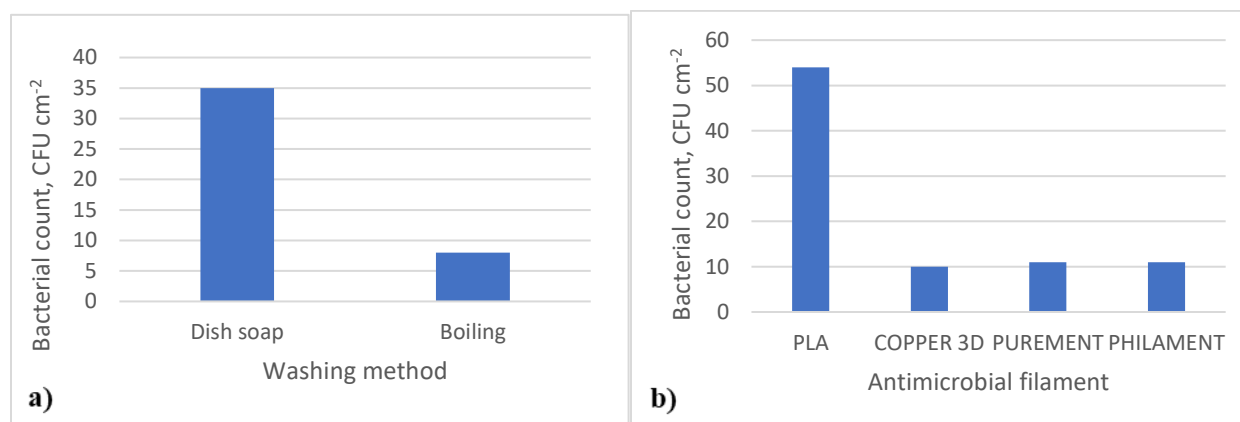 Bacterial count, CFU cm⁻²
40
35
30
25
20
15
10
5
0
Dish soap Boiling
Washing method
a)
Bacterial count, CFU cm⁻²
60
50
40
30
20
10
0
PLA COPPER 3D PUREMENT PHILAMENT
Antimicrobial filament
b)